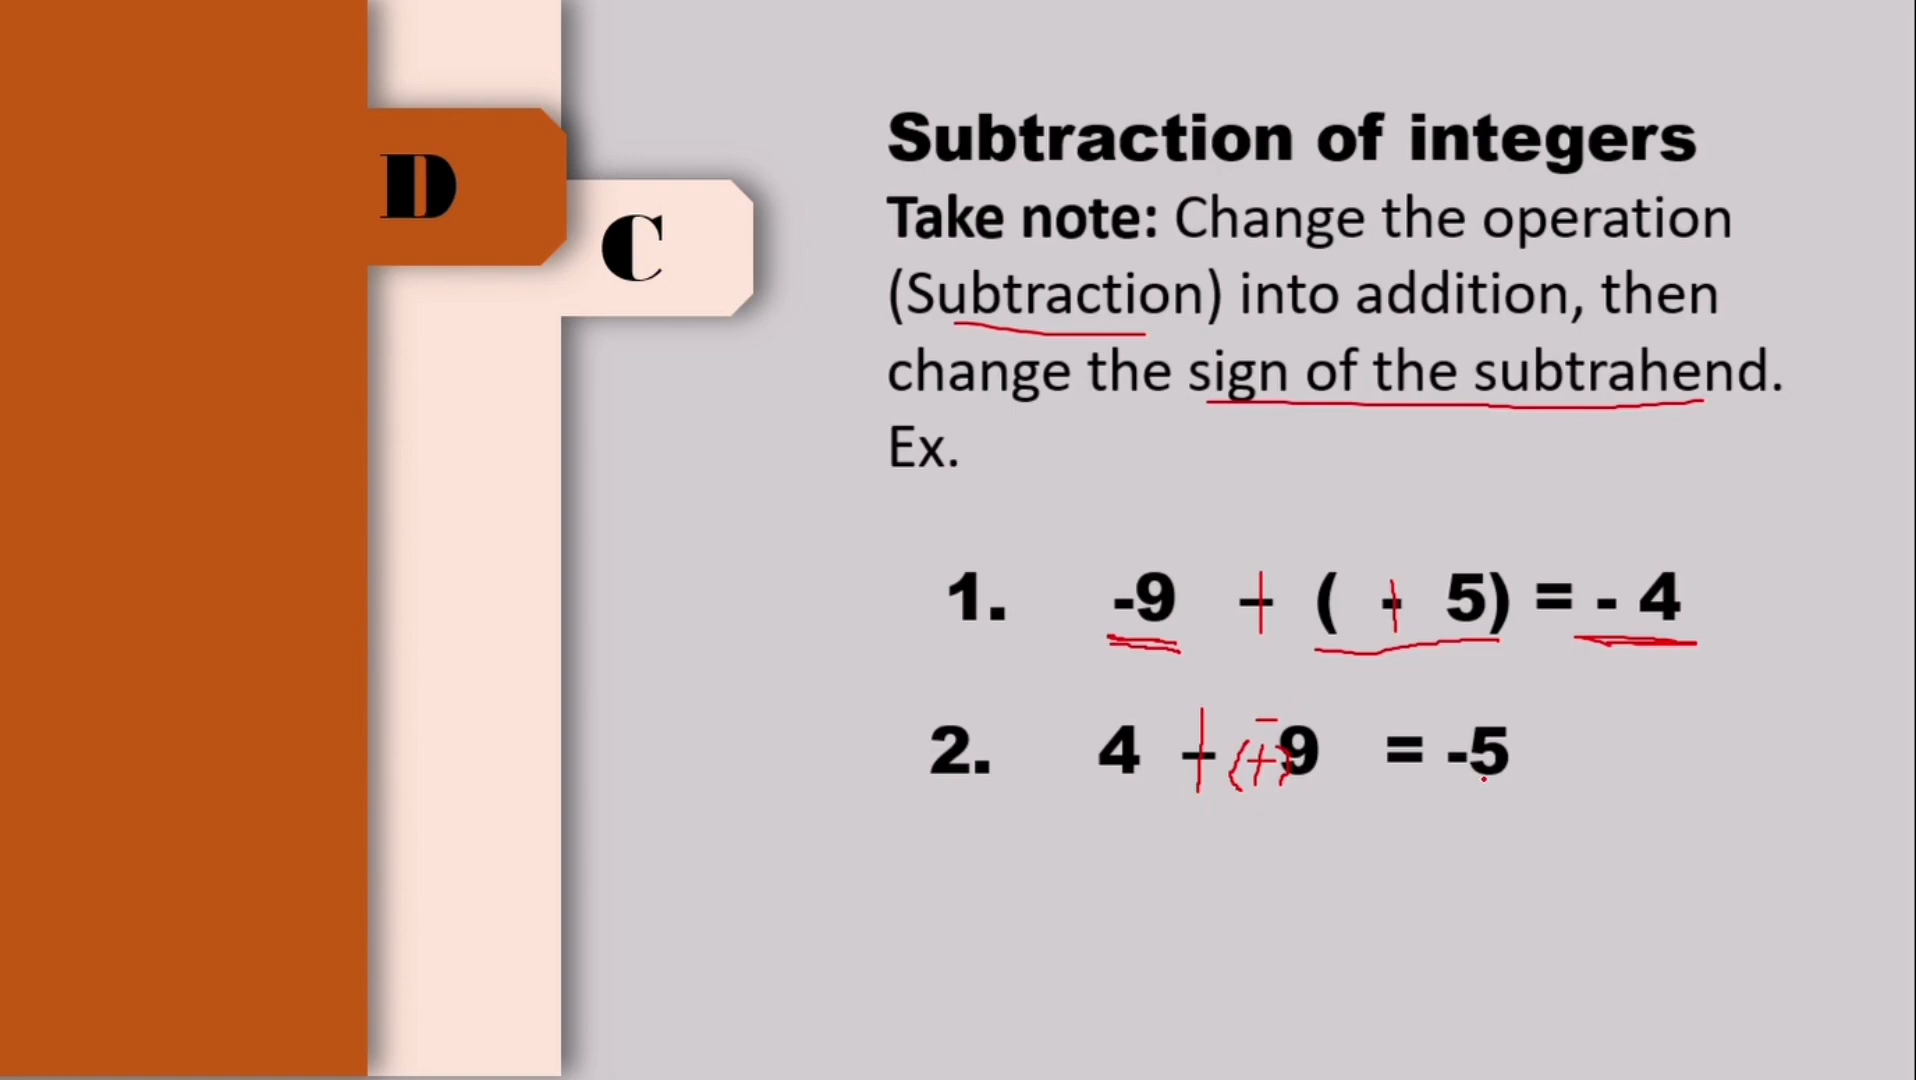 D
C
Subtraction of integers
Take note: Change the operation
(Subtraction) into addition, then
change the sign of the subtrahend.
Ex.
1. -9 – ( - 5) = - 4
2. 4 – (+) 9 = -5